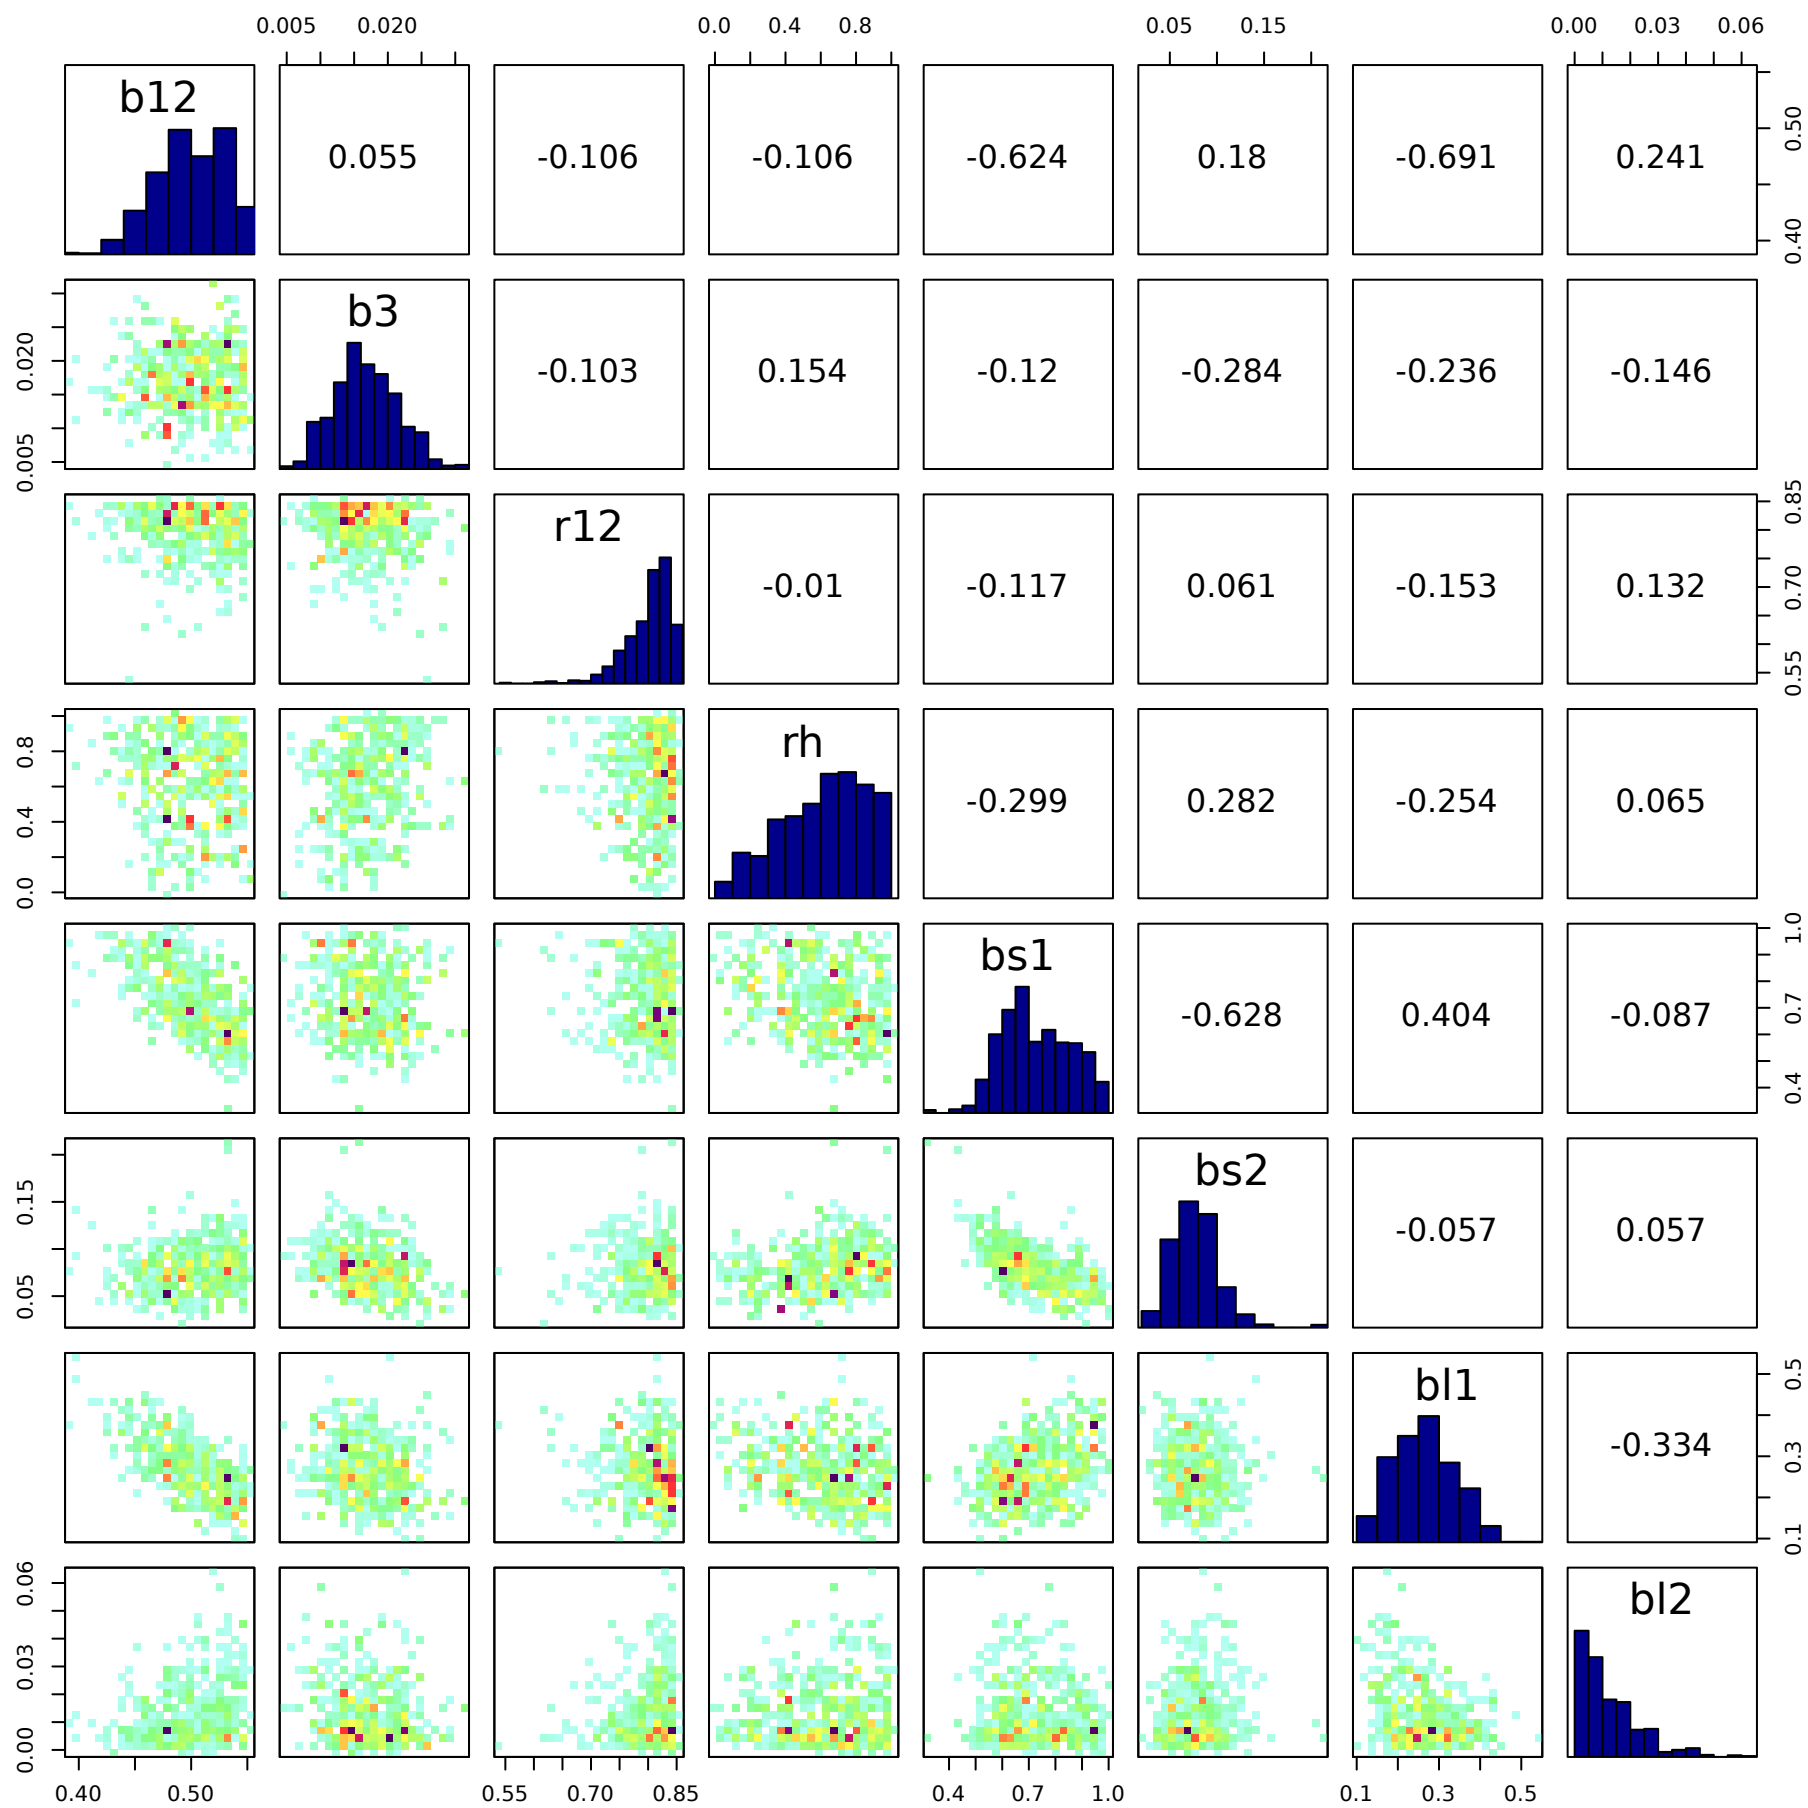 0.005 0.020 0.0 0.4 0.8 0.05 0.15 0.00 0.03 0.06
b12 0.055 -0.106 -0.106 -0.624 0.18 -0.691 0.241 0.40 0.50
0.005 0.020 b3 -0.103 0.154 -0.12 -0.284 -0.236 -0.146
r12 -0.01 -0.117 0.061 -0.153 0.132 0.55 0.70 0.85
0.0 0.4 0.8 rh -0.299 0.282 -0.254 0.065
bs1 -0.628 0.404 -0.087 0.4 0.7 1.0
0.05 0.15 bs2 -0.057 0.057
bl1 -0.334 0.1 0.3 0.5
0.00 0.03 0.06 bl2
0.40 0.50 0.55 0.70 0.85 0.4 0.7 1.0 0.1 0.3 0.5